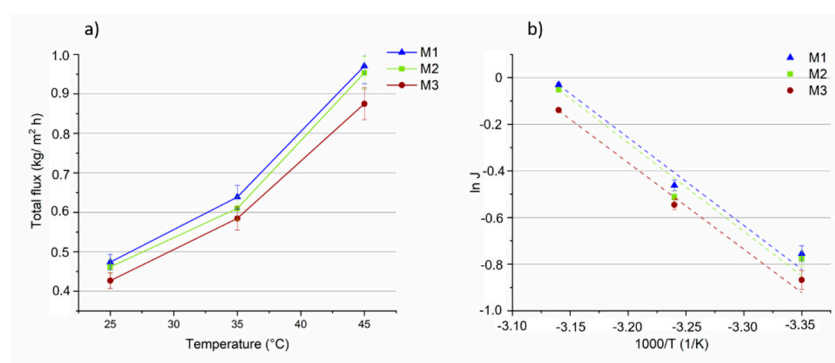 a)
M1
M2
M3
Total flux (kg/ m² h)
1.0
0.9
0.8
0.7
0.6
0.5
0.4
25
30
35
40
45
Temperature (°C)
b)
M1
M2
M3
ln J
0
-0.2
-0.4
-0.6
-0.8
-1.0
-3.10
-3.15
-3.20
-3.25
-3.30
-3.35
1000/T (1/K)